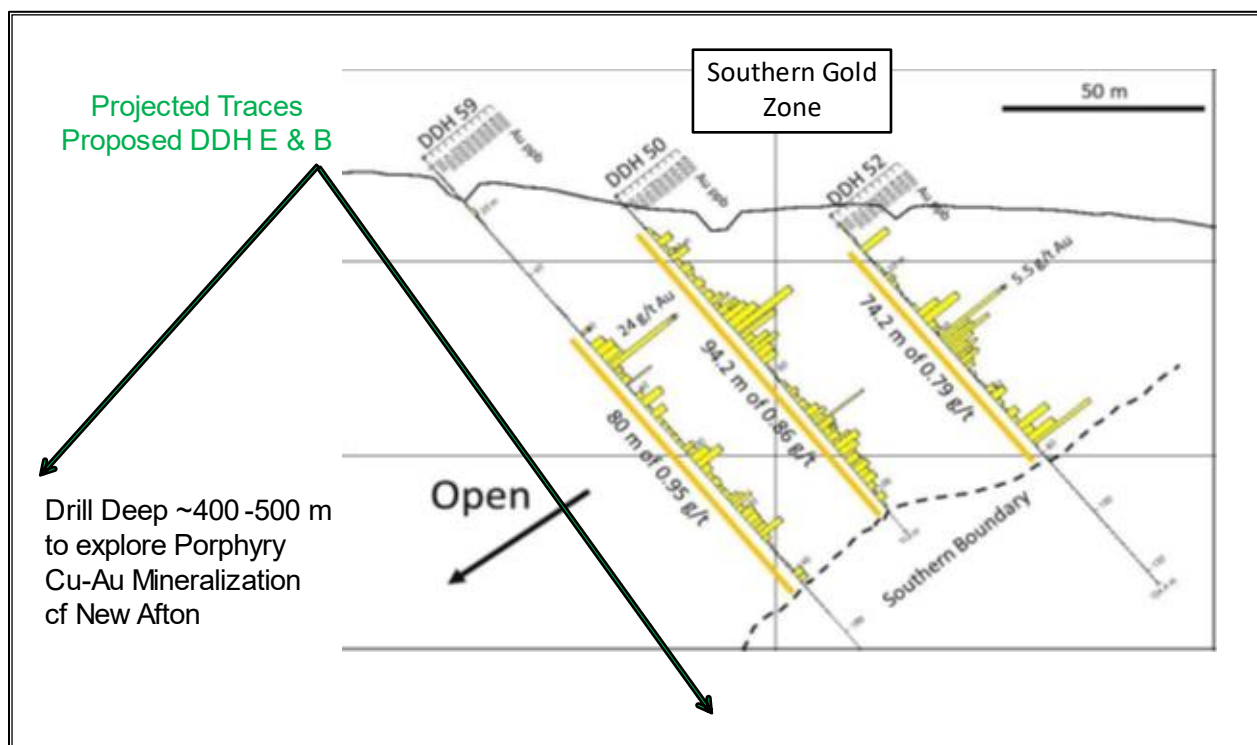 Southern Gold
Zone
50 m
Projected Traces
Proposed DDH E & B
DDH 59
Au ppb
DDH 50
Au ppb
DDH 52
Au ppb
24 g/t Au
5.5 g/t Au
80 m of 0.95 g/t
94.2 m of 0.86 g/t
74.2 m of 0.79 g/t
Open
Southern Boundary
Drill Deep ~400-500 m
to explore Porphyry
Cu-Au Mineralization
cf New Afton